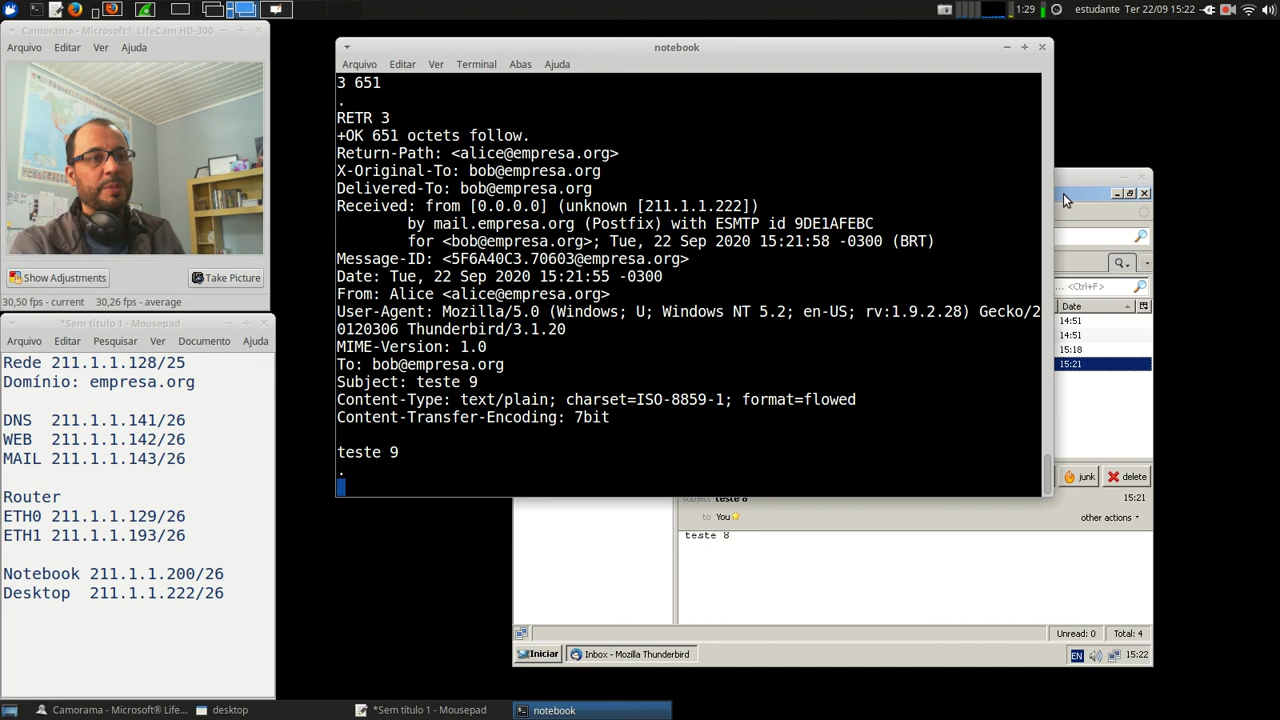 1:29
estudante
Ter 22/09 15:22
Camorama - Microsoft® LifeCam HD-300
Arquivo Editar Ver Ajuda
Show Adjustments
Take Picture
30,50 fps - current 30,26 fps - average
*Sem título 1 - Mousepad
Arquivo Editar Pesquisar Ver Documento Ajuda
Rede 211.1.1.128/25
Domínio: empresa.org
DNS 211.1.1.141/26
WEB 211.1.1.142/26
MAIL 211.1.1.143/26
Router
ETH0 211.1.1.129/26
ETH1 211.1.1.193/26
Notebook 211.1.1.200/26
Desktop 211.1.1.222/26
notebook
Arquivo Editar Ver Terminal Abas Ajuda
3 651
.
RETR 3
+OK 651 octets follow.
Return-Path: <alice@empresa.org>
X-Original-To: bob@empresa.org
Delivered-To: bob@empresa.org
Received: from [0.0.0.0] (unknown [211.1.1.222])
by mail.empresa.org (Postfix) with ESMTP id 9DE1AFEBC
for <bob@empresa.org>; Tue, 22 Sep 2020 15:21:58 -0300 (BRT)
Message-ID: <5F6A40C3.70603@empresa.org>
Date: Tue, 22 Sep 2020 15:21:55 -0300
From: Alice <alice@empresa.org>
User-Agent: Mozilla/5.0 (Windows; U; Windows NT 5.2; en-US; rv:1.9.2.28) Gecko/2
0120306 Thunderbird/3.1.20
MIME-Version: 1.0
To: bob@empresa.org
Subject: teste 9
Content-Type: text/plain; charset=ISO-8859-1; format=flowed
Content-Transfer-Encoding: 7bit
teste 9
.
... <Ctrl+F>
Date
14:51
14:51
15:18
15:21
junk
delete
subject teste 8
15:21
to You
other actions
teste 8
Unread: 0
Total: 4
Iniciar
Inbox - Mozilla Thunderbird
EN
15:22
Camorama - Microsoft® LifeC...
desktop
*Sem título 1 - Mousepad
notebook